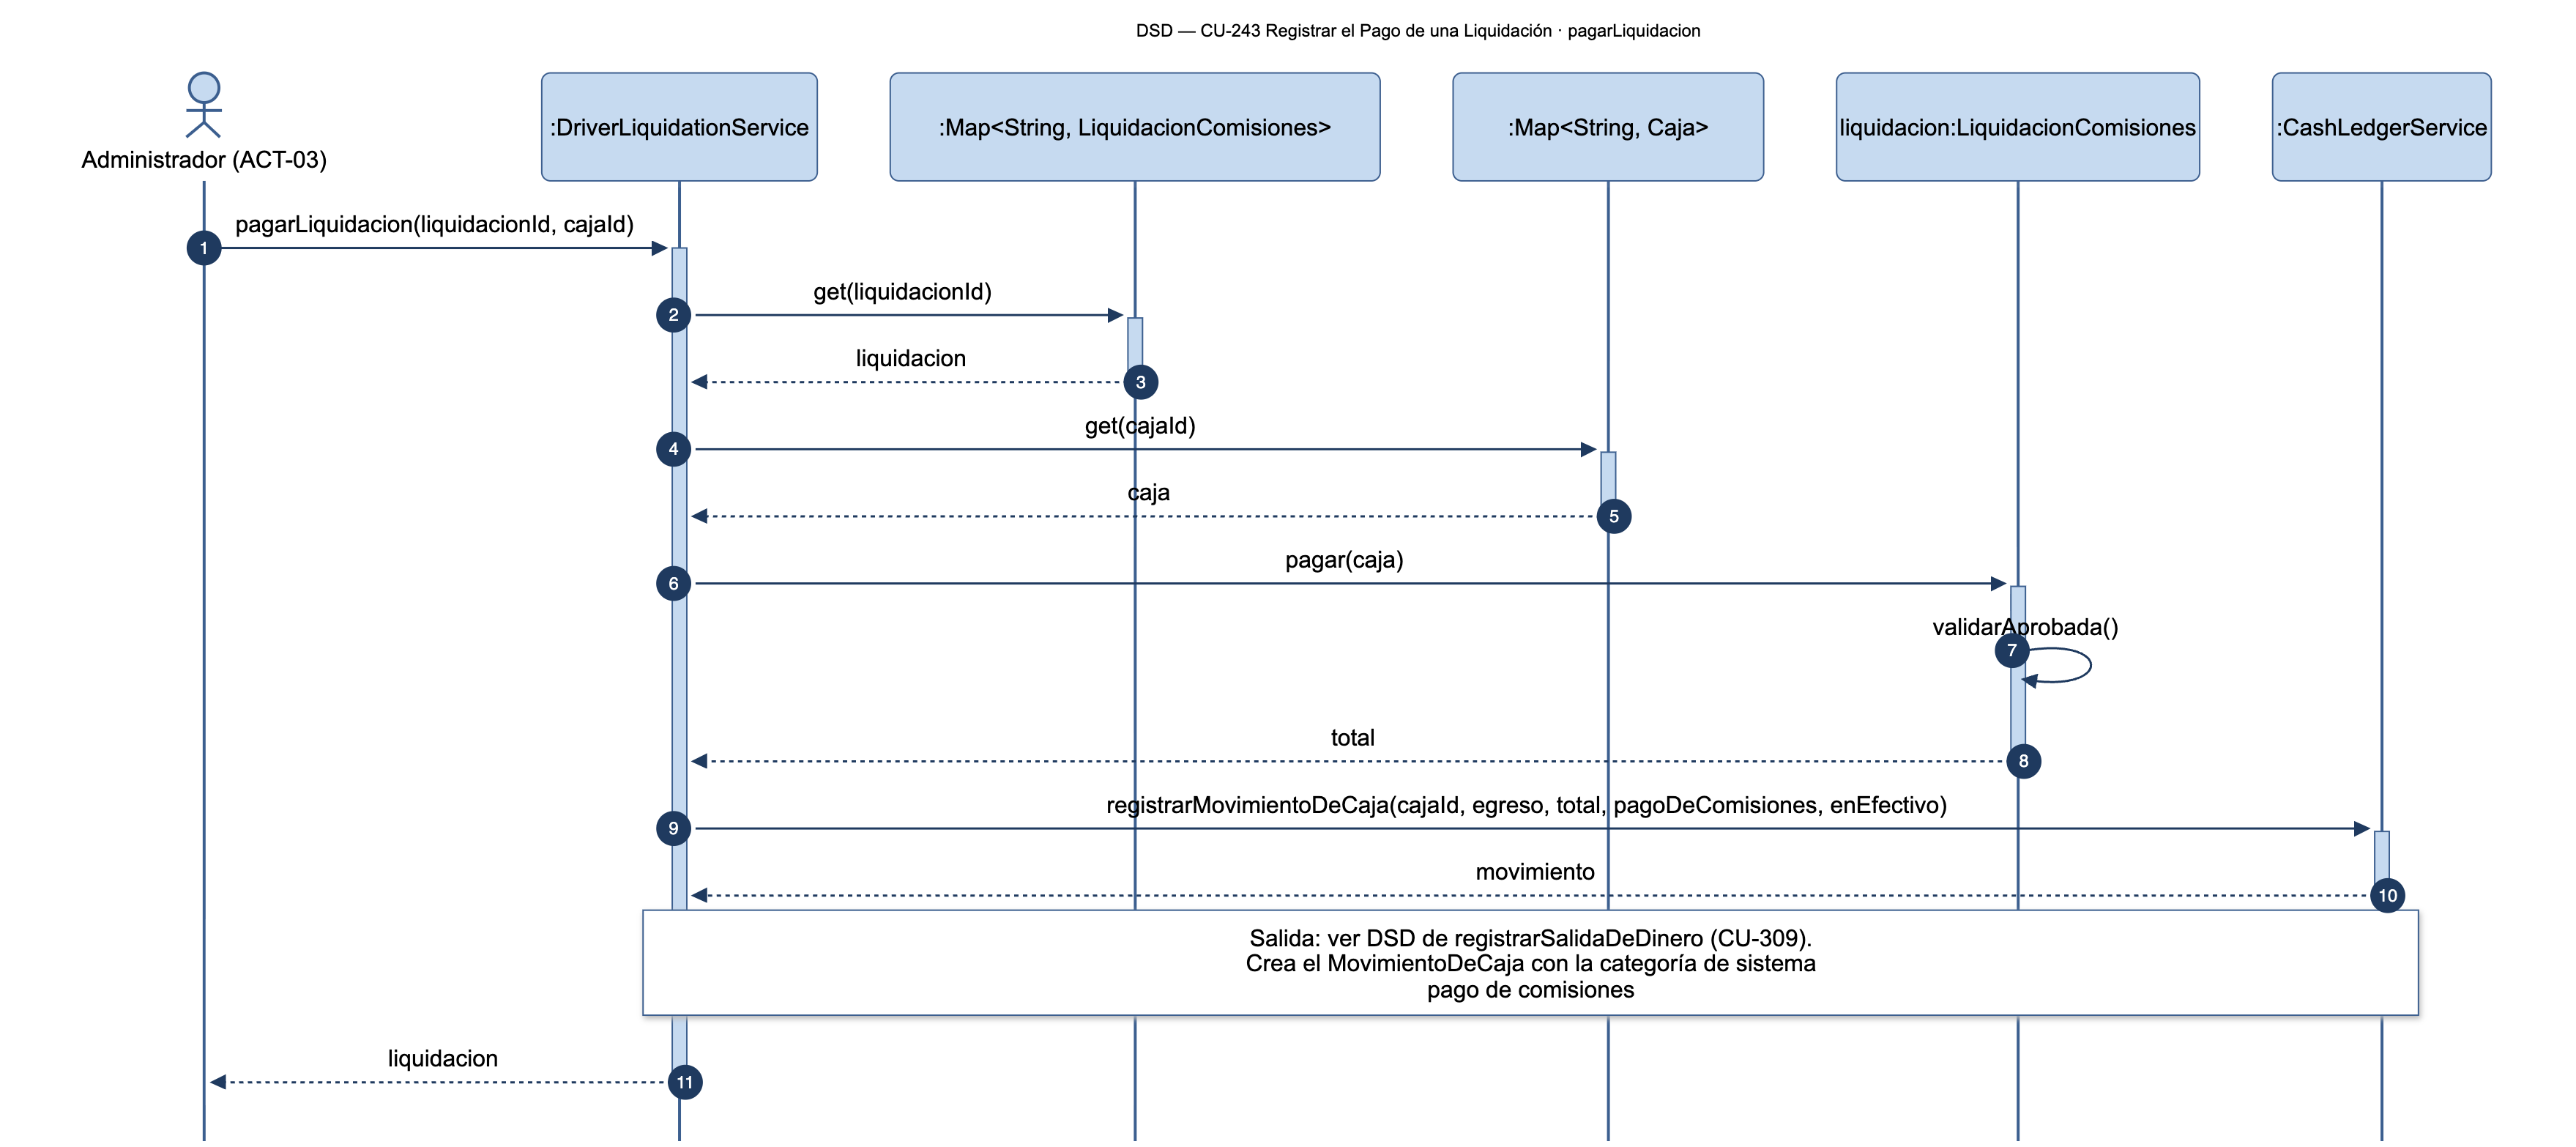 DSD — CU-243 Registrar el Pago de una Liquidación · pagarLiquidacion
Administrador (ACT-03)
:DriverLiquidationService
:Map<String, LiquidacionComisiones>
:Map<String, Caja>
liquidacion:LiquidacionComisiones
:CashLedgerService
pagarLiquidacion(liquidacionId, cajaId)
1
get(liquidacionId)
2
liquidacion
3
get(cajaId)
4
caja
5
pagar(caja)
6
validarAprobada()
7
total
8
registrarMovimientoDeCaja(cajaId, egreso, total, pagoDeComisiones, enEfectivo)
9
movimiento
10
Salida: ver DSD de registrarSalidaDeDinero (CU-309).
Crea el MovimientoDeCaja con la categoría de sistema
pago de comisiones
liquidacion
11